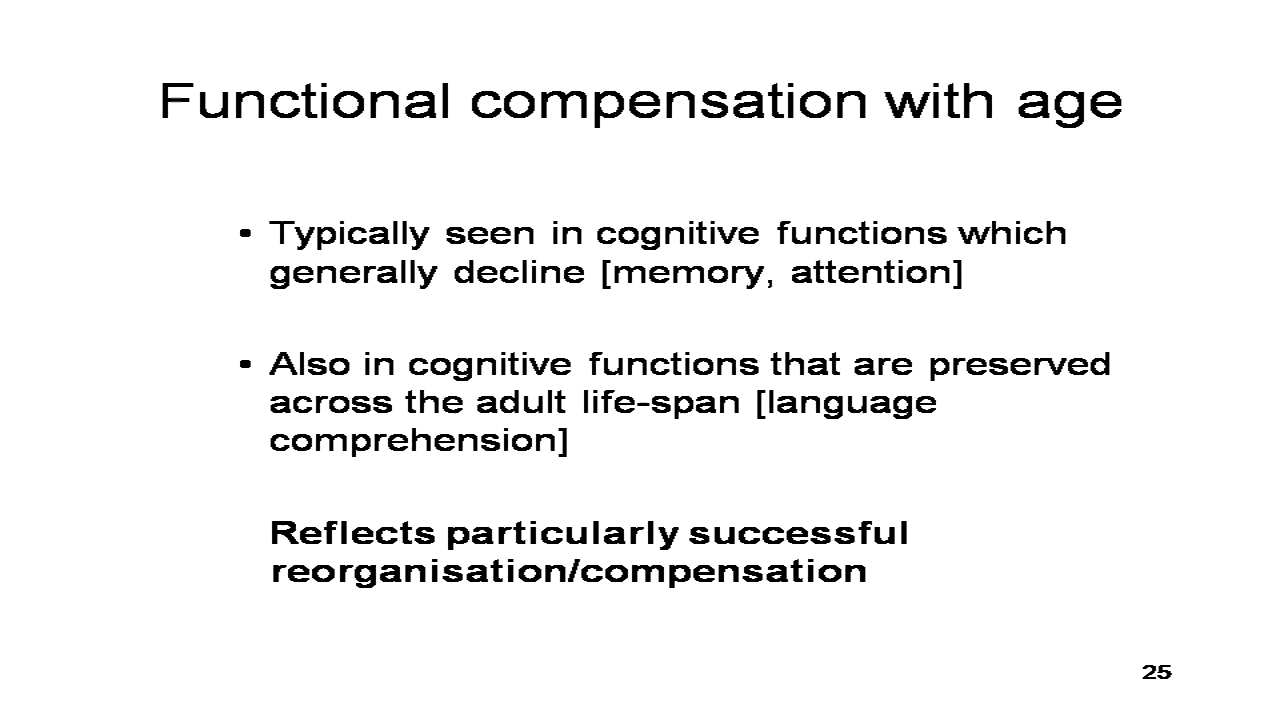 Functional compensation with age
• Typically seen in cognitive functions which
generally decline [memory, attention]
• Also in cognitive functions that are preserved
across the adult life-span [language
comprehension]
Reflects particularly successful
reorganisation/compensation
25